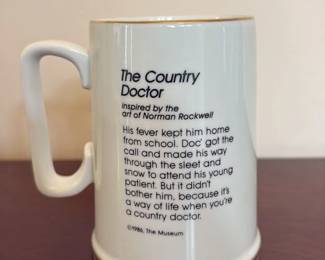 The Country
Doctor
inspired by the
art of Norman Rockwell
His fever kept him home
from school. Doc' got the
call and made his way
through the sleet and
snow to attend his young
patient. But it didn't
bother him, because it's
a way of life when you're
a country doctor.
©1986, The Museum